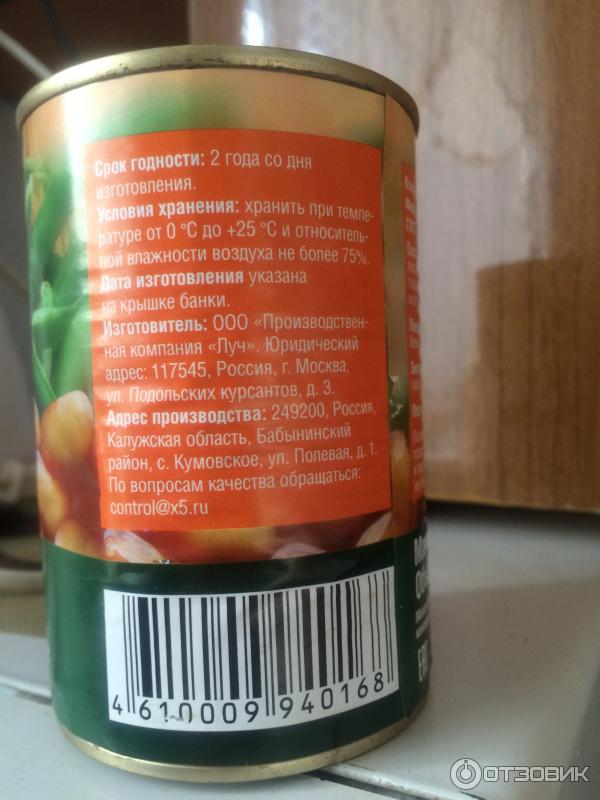 Срок годности: 2 года со дня
изготовления.
Условия хранения: хранить при темпе-
ратуре от 0 °C до +25 °C и относитель-
ной влажности воздуха не более 75%.
Дата изготовления указана
на крышке банки.
Изготовитель: ООО «Производствен-
ная компания «Луч». Юридический
адрес: 117545, Россия, г. Москва,
ул. Подольских курсантов, д. 3.
Адрес производства: 249200, Россия,
Калужская область, Бабынинский
район, с. Кумовское, ул. Полевая, д. 1.
По вопросам качества обращаться:
control@x5.ru
4 610009 940168
ОТЗОВИК